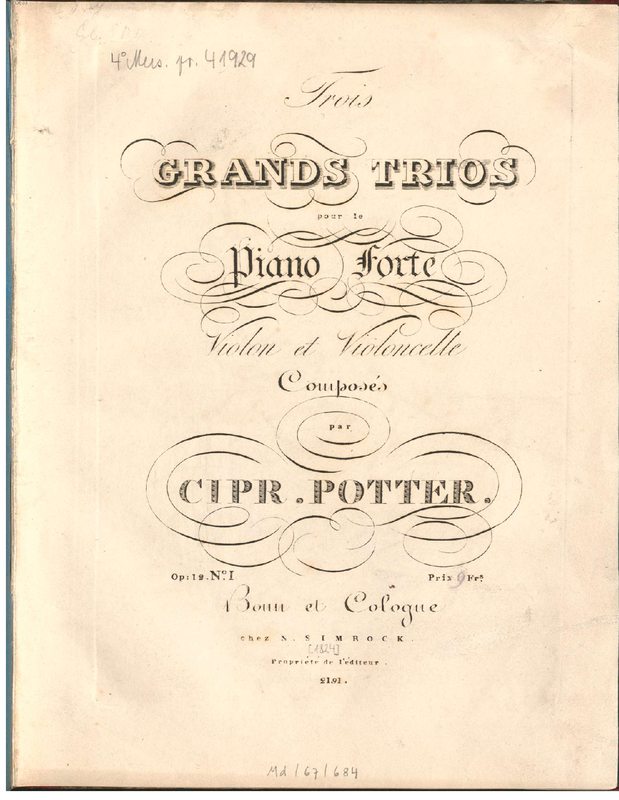 4° Mus. pr. 41929
Trois
GRANDS TRIOS
pour le
Piano Forte
Violon et Violoncelle
Composés
par
CIPR. POTTER.
Op: 12. N.º I
Prix 9 Frs
Bonn et Cologne
chez N. SIMROCK.
[1824]
Propriété de l'éditeur.
2191.
Md/67/684